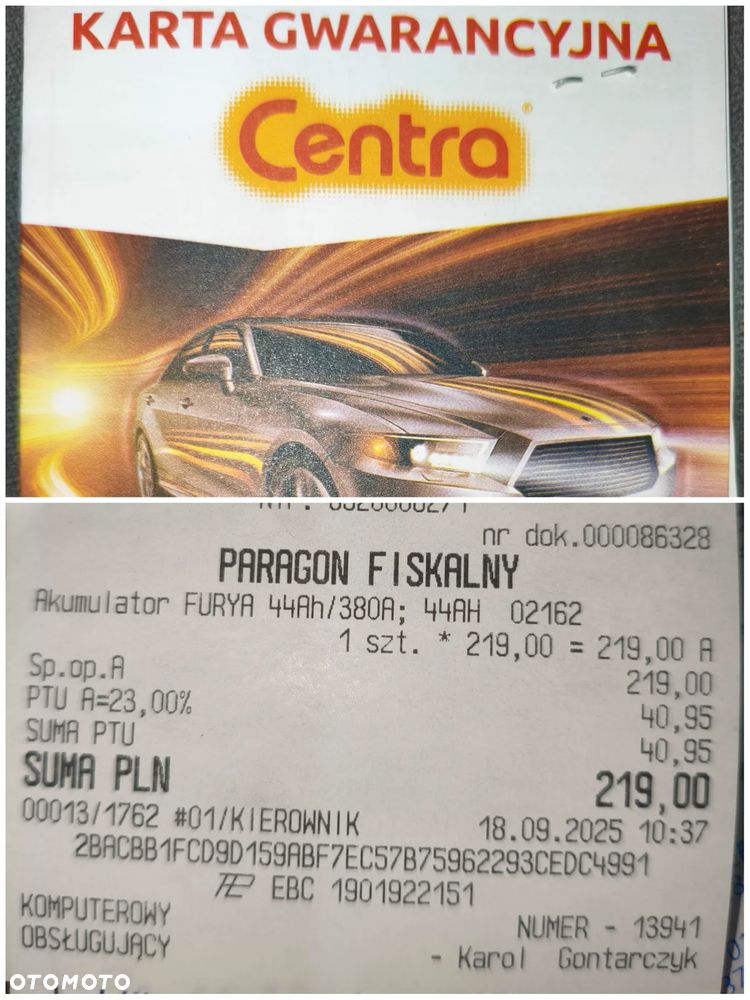 KARTA GWARANCYJNA
Centra
nr dok.000086328
PARAGON FISKALNY
Akumulator FURYA 44Ah/380A; 44AH 02162
1 szt. * 219,00 = 219,00 A
Sp.op.A 219,00
PTU A=23,00% 40,95
SUMA PTU 40,95
SUMA PLN 219,00
00013/1762 #01/KIEROWNIK 18.09.2025 10:37
2BACBB1FCD9D159ABF7EC57B75962293CEDC4991
EBC 1901922151
KOMPUTEROWY NUMER - 13941
OBSŁUGUJĄCY - Karol Gontarczyk
OTOMOTO